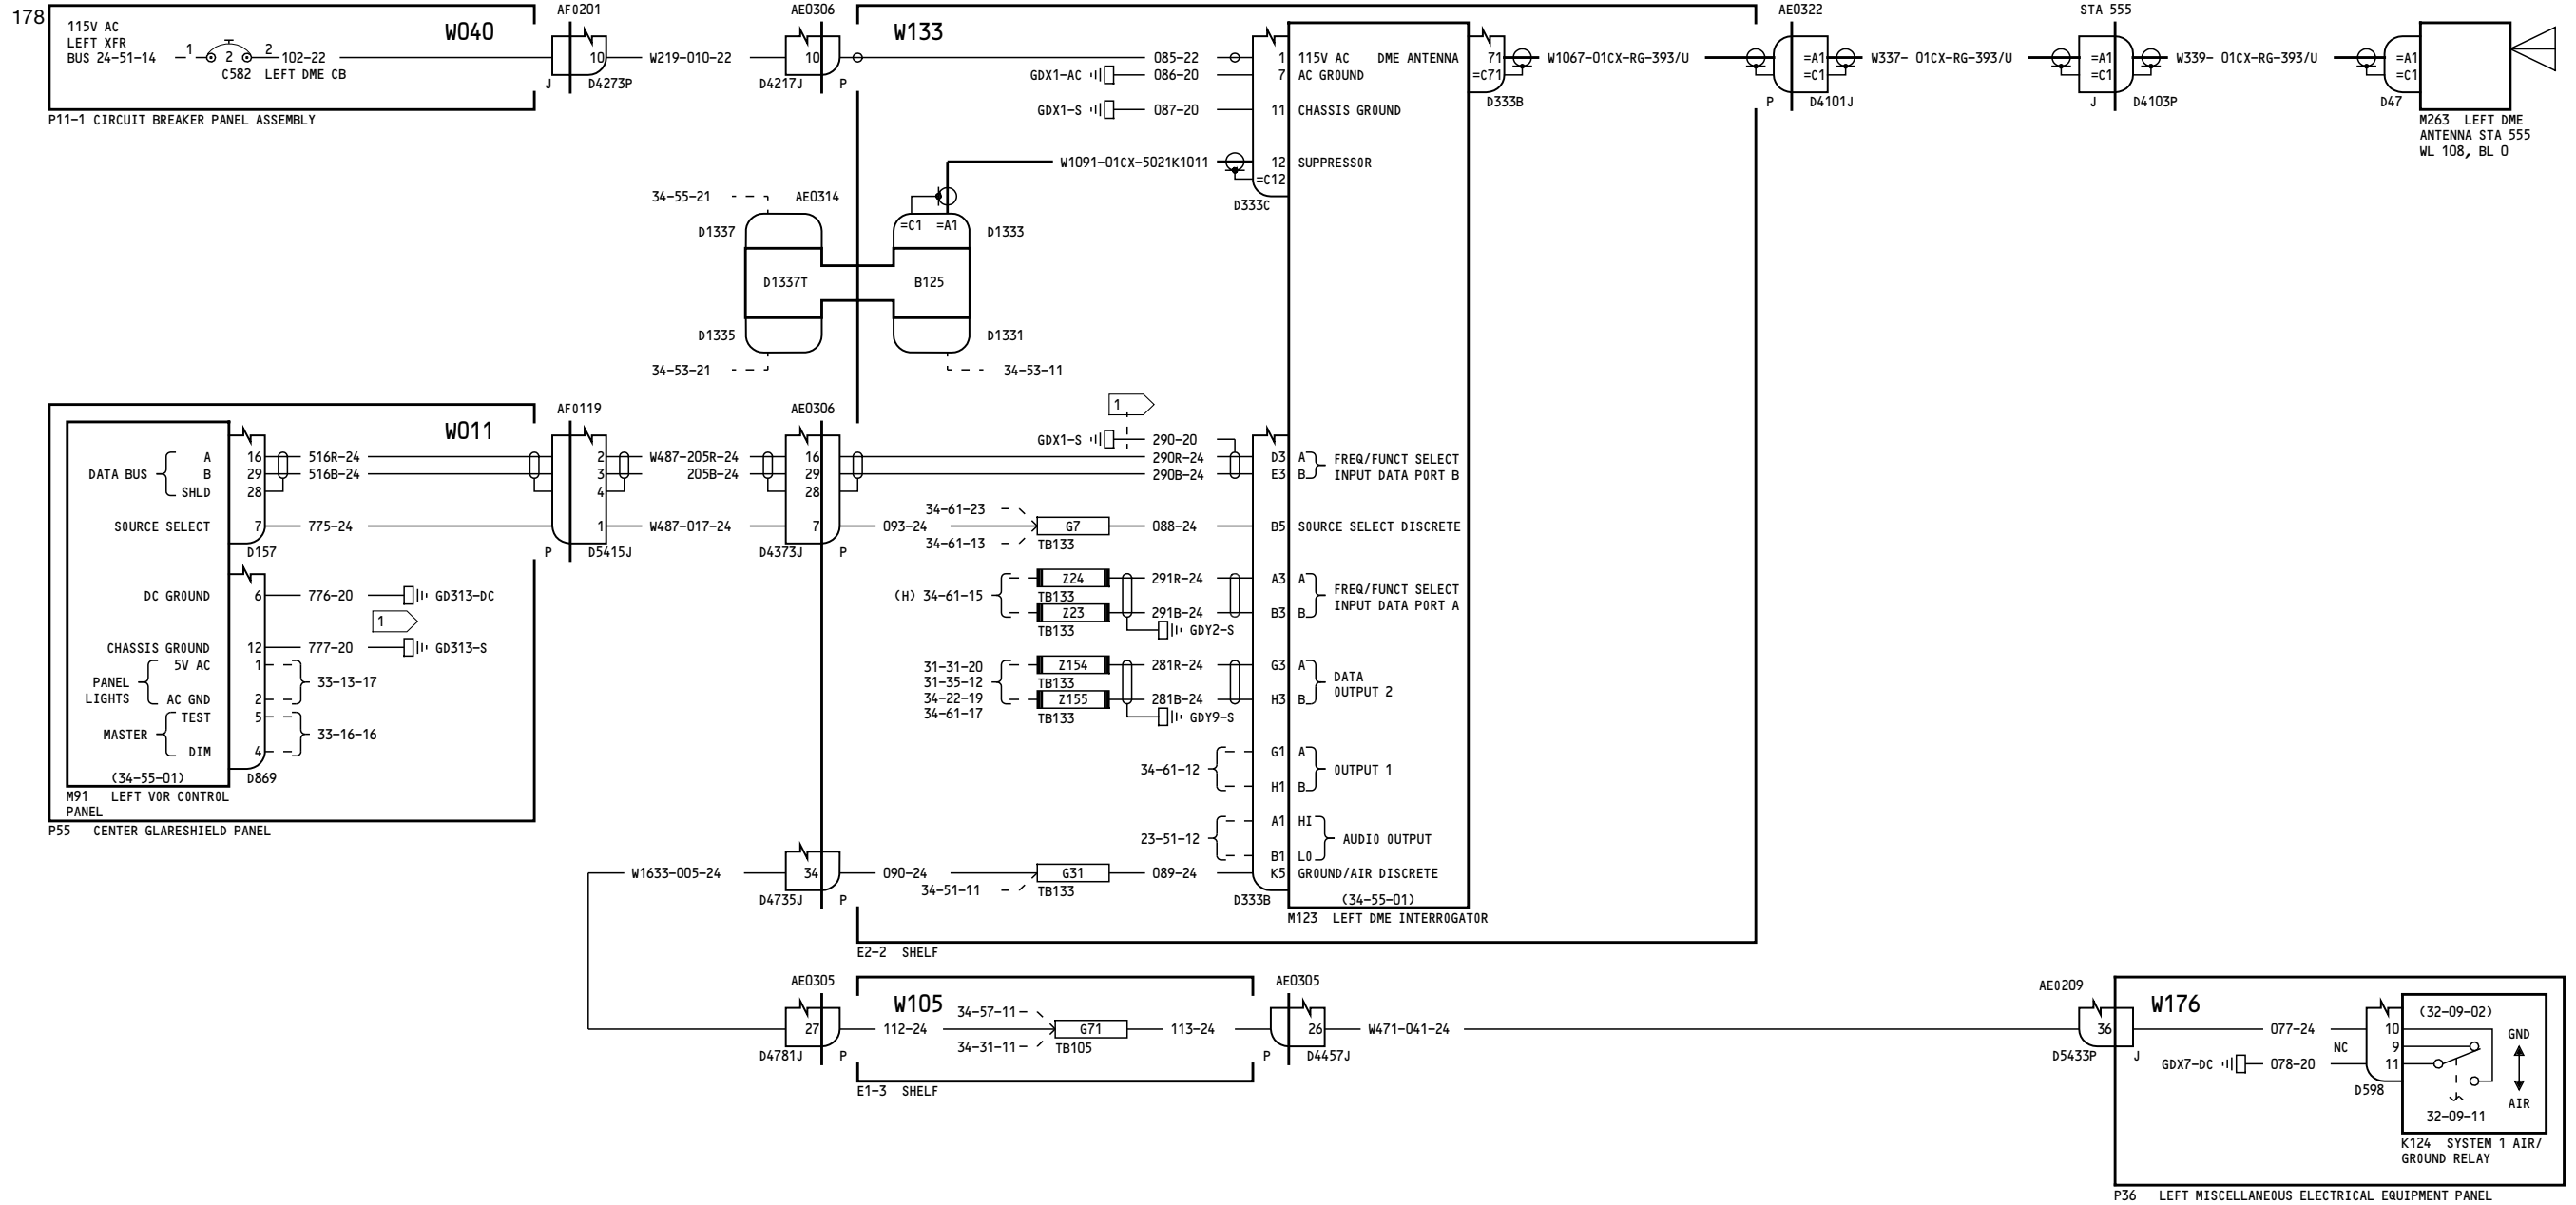 178
115V AC
LEFT XFR
BUS 24-51-14
1
2
2
C582 LEFT DME CB
102-22
W040
P11-1 CIRCUIT BREAKER PANEL ASSEMBLY
AF0201
10
J
D4273P
W219-010-22
AE0306
10
D4217J
P
W133
085-22
GDX1-AC
086-20
GDX1-S
087-20
W1091-01CX-5021K1011
1
7
11
12
=C12
D333C
115V AC
AC GROUND
CHASSIS GROUND
SUPPRESSOR
DME ANTENNA
71
=C71
D333B
W1067-01CX-RG-393/U
AE0322
=A1
=C1
P
D4101J
W337- 01CX-RG-393/U
STA 555
=A1
=C1
J
D4103P
W339- 01CX-RG-393/U
=A1
=C1
D47
M263 LEFT DME
ANTENNA STA 555
WL 108, BL 0
34-55-21
AE0314
D1337
D1337T
D1335
34-53-21
=C1 =A1
D1333
B125
D1331
34-53-11
W011
DATA BUS
A
B
SHLD
SOURCE SELECT
16
29
28
7
D157
516R-24
516B-24
775-24
DC GROUND
6
776-20
GD313-DC
1
CHASSIS GROUND
12
777-20
GD313-S
PANEL
LIGHTS
5V AC
AC GND
1
2
33-13-17
MASTER
TEST
DIM
5
4
33-16-16
(34-55-01)
D869
M91 LEFT VOR CONTROL
PANEL
P55 CENTER GLARESHIELD PANEL
AF0119
2
3
4
1
P
D5415J
W487-205R-24
205B-24
W487-017-24
AE0306
16
29
28
7
D4373J
P
1
GDX1-S
290-20
290R-24
290B-24
D3
E3
A
B
FREQ/FUNCT SELECT
INPUT DATA PORT B
093-24
34-61-23
34-61-13
G7
TB133
088-24
B5
SOURCE SELECT DISCRETE
(H) 34-61-15
Z24
TB133
Z23
TB133
291R-24
291B-24
GDY2-S
A3
B3
A
B
FREQ/FUNCT SELECT
INPUT DATA PORT A
31-31-20
31-35-12
34-22-19
34-61-17
Z154
TB133
Z155
TB133
281R-24
281B-24
GDY9-S
G3
H3
A
B
DATA
OUTPUT 2
34-61-12
G1
H1
A
B
OUTPUT 1
23-51-12
A1
B1
HI
LO
AUDIO OUTPUT
W1633-005-24
34
D4735J
P
090-24
34-51-11
G31
TB133
089-24
K5
GROUND/AIR DISCRETE
D333B
(34-55-01)
M123 LEFT DME INTERROGATOR
E2-2 SHELF
AE0305
27
D4781J
P
W105
112-24
34-57-11
34-31-11
G71
TB105
113-24
E1-3 SHELF
AE0305
26
P
D4457J
W471-041-24
AE0209
36
D5433P
J
W176
077-24
NC
GDX7-DC
078-20
10
9
11
D598
(32-09-02)
GND
AIR
32-09-11
K124 SYSTEM 1 AIR/
GROUND RELAY
P36 LEFT MISCELLANEOUS ELECTRICAL EQUIPMENT PANEL